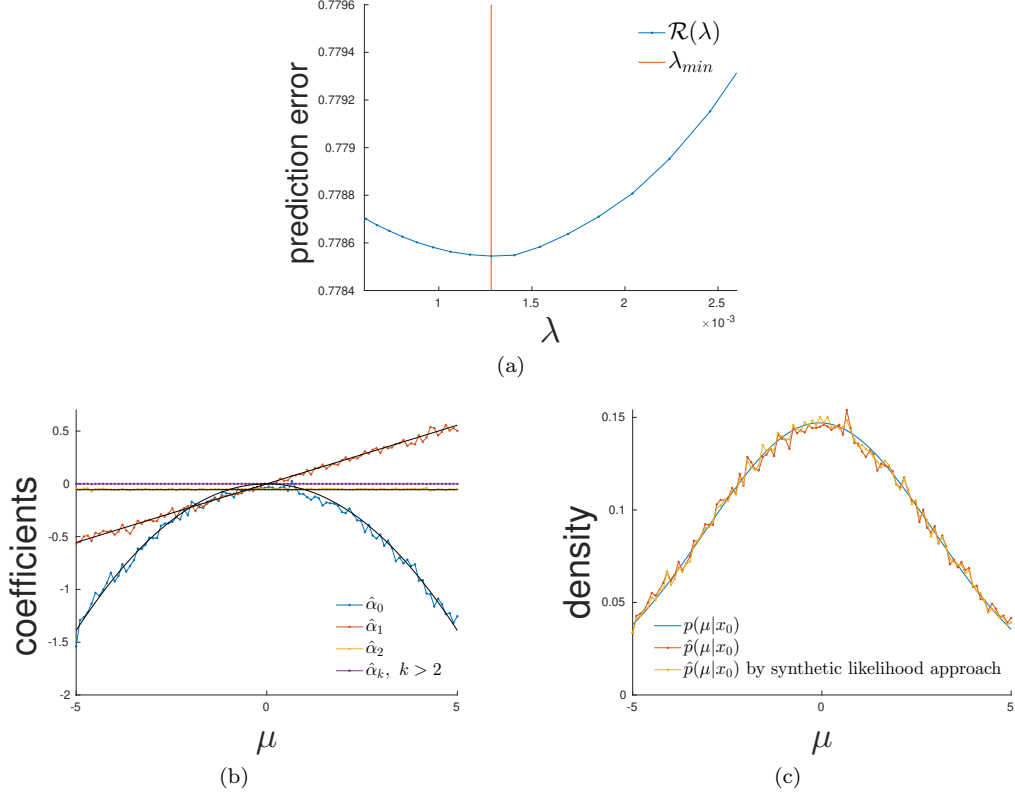 0.7796
0.7794
0.7792
0.779
0.7788
0.7786
0.7784
prediction error
R(λ)
λ_min
1 1.5 2 2.5
×10^-3
λ
(a)
0.5
0
-0.5
-1
-1.5
-2
coefficients
α̂_0
α̂_1
α̂_2
α̂_k, k > 2
-5 0 5
μ
(b)
0.15
0.1
0.05
0
density
p(μ|x_0)
p̂(μ|x_0)
p̂(μ|x_0) by synthetic likelihood approach
-5 0 5
μ
(c)